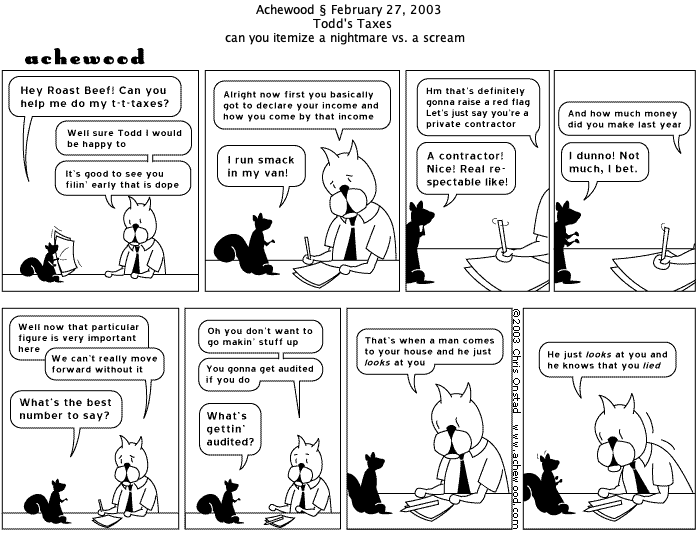 Achewood § February 27, 2003
Todd's Taxes
can you itemize a nightmare vs. a scream
achewood
Hey Roast Beef! Can you
help me do my t-t-taxes?
Well sure Todd I would
be happy to
It's good to see you
filin' early that is dope
Alright now first you basically
got to declare your income and
how you come by that income
I run smack
in my van!
Hm that's definitely
gonna raise a red flag
Let's just say you're a
private contractor
A contractor!
Nice! Real re-
spectable like!
And how much money
did you make last year
I dunno! Not
much, I bet.
Well now that particular
figure is very important
here
We can't really move
forward without it
What's the best
number to say?
Oh you don't want to
go makin' stuff up
You gonna get audited
if you do
What's
gettin'
audited?
That's when a man comes
to your house and he just
looks at you
©2003 Chris Onstad www.achewood.com
He just looks at you and
he knows that you lied